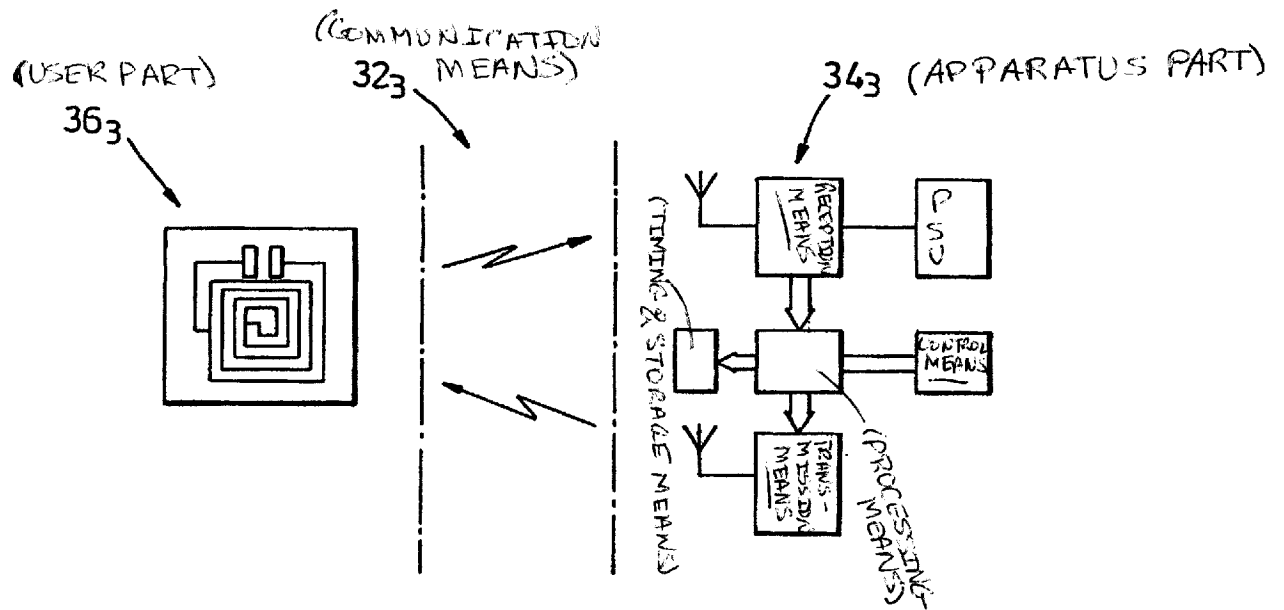 (COMMUNICATION
MEANS)
32₃
(USER PART)
36₃
34₃ (APPARATUS PART)
RECEPTION
MEANS
PSU
(TIMING & STORAGE MEANS)
CONTROL
MEANS
TRANS-
MISSION
MEANS
(PROCESSING
MEANS)